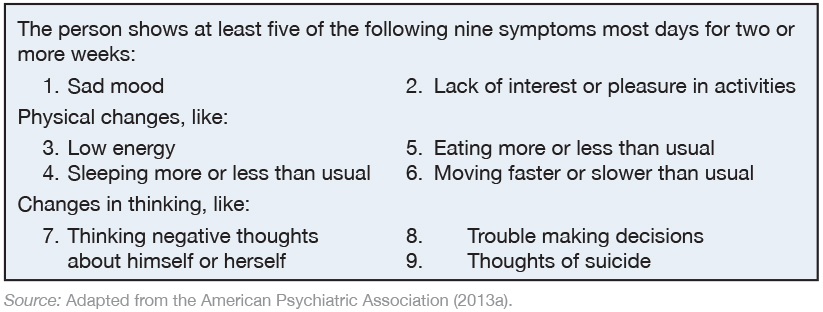 The person shows at least five of the following nine symptoms most days for two or
more weeks:
1. Sad mood
2. Lack of interest or pleasure in activities
Physical changes, like:
3. Low energy
5. Eating more or less than usual
4. Sleeping more or less than usual
6. Moving faster or slower than usual
Changes in thinking, like:
7. Thinking negative thoughts
about himself or herself
8. Trouble making decisions
9. Thoughts of suicide
Source: Adapted from the American Psychiatric Association (2013a).